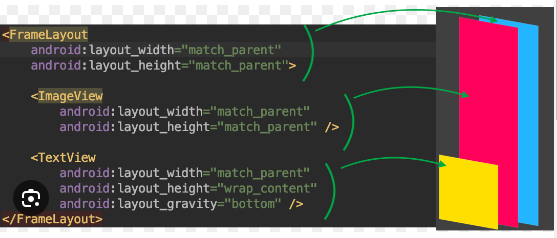 <FrameLayout
android:layout_width="match_parent"
android:layout_height="match_parent">
<ImageView
android:layout_width="match_parent"
android:layout_height="match_parent" />
<TextView
android:layout_width="match_parent"
android:layout_height="wrap_content"
android:layout_gravity="bottom" />
</FrameLayout>